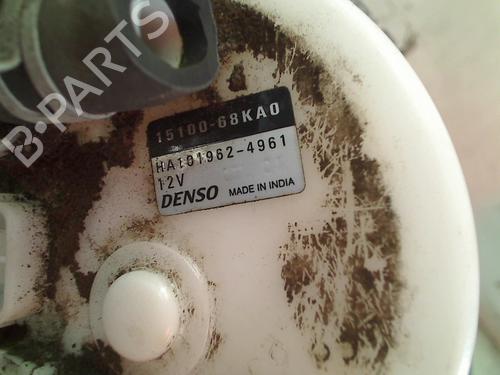 B-PARTS
15100-68KA0
HA101962-4961
12V
DENSO MADE IN INDIA